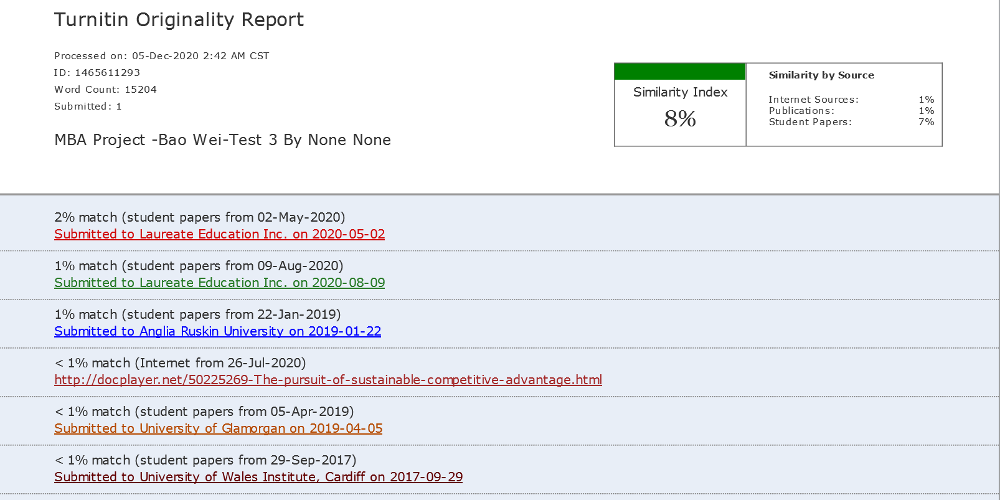 Turnitin Originality Report
Processed on: 05-Dec-2020 2:42 AM CST
ID: 1465611293
Word Count: 15204
Submitted: 1
MBA Project -Bao Wei-Test 3 By None None
Similarity Index
8%
Similarity by Source
Internet Sources: 1%
Publications: 1%
Student Papers: 7%
2% match (student papers from 02-May-2020)
Submitted to Laureate Education Inc. on 2020-05-02
1% match (student papers from 09-Aug-2020)
Submitted to Laureate Education Inc. on 2020-08-09
1% match (student papers from 22-Jan-2019)
Submitted to Anglia Ruskin University on 2019-01-22
< 1% match (Internet from 26-Jul-2020)
http://docplayer.net/50225269-The-pursuit-of-sustainable-competitive-advantage.html
< 1% match (student papers from 05-Apr-2019)
Submitted to University of Glamorgan on 2019-04-05
< 1% match (student papers from 29-Sep-2017)
Submitted to University of Wales Institute, Cardiff on 2017-09-29